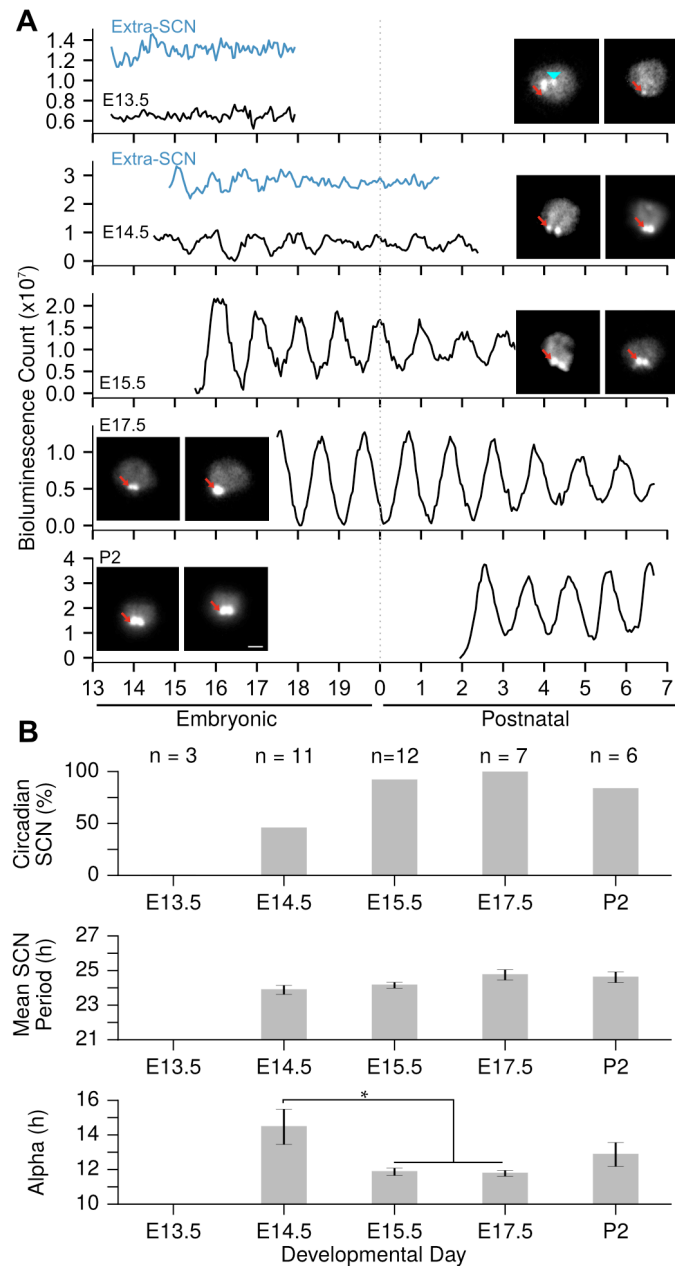 A
Extra-SCN
1.4
1.2
1.0
0.8
0.6
E13.5
Extra-SCN
3
2
1
0
E14.5
Bioluminescence Count (x10⁷)
2.0
1.5
1.0
0.5
0.0
E15.5
E17.5
1.0
0.5
0.0
P2
4
3
2
1
0
13 14 15 16 17 18 19 0 1 2 3 4 5 6 7
Embryonic Postnatal
B
n = 3 n = 11 n=12 n = 7 n = 6
Circadian
SCN (%)
100
50
0
E13.5 E14.5 E15.5 E17.5 P2
Mean SCN
Period (h)
27
25
23
21
E13.5 E14.5 E15.5 E17.5 P2
Alpha (h)
16
14
12
10
*
E13.5 E14.5 E15.5 E17.5 P2
Developmental Day